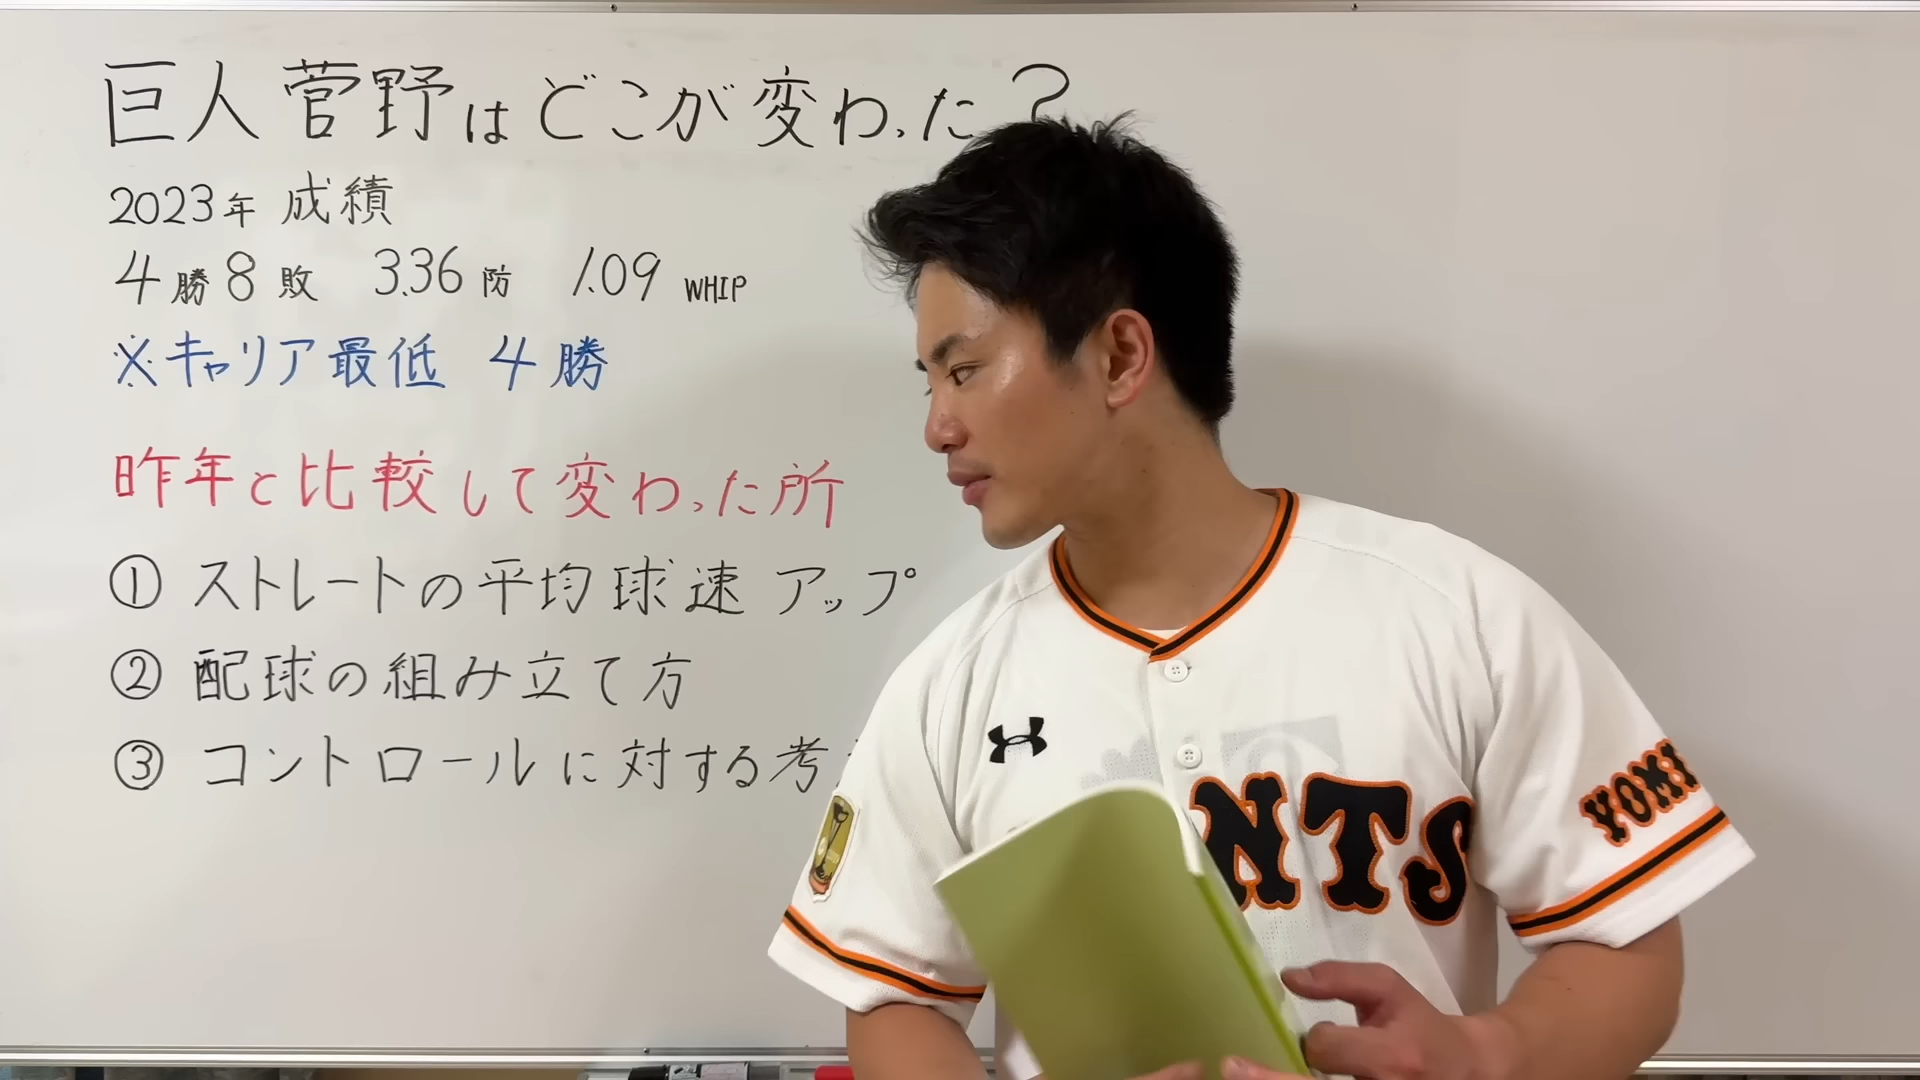 巨人菅野はどこが変わった?
2023年 成績
4勝8敗 3.36防 1.09 WHIP
※キャリア最低 4勝
昨年と比較して変わった所
① ストレートの平均球速アップ
② 配球の組み立て方
③ コントロールに対する考
NTS
YOMI